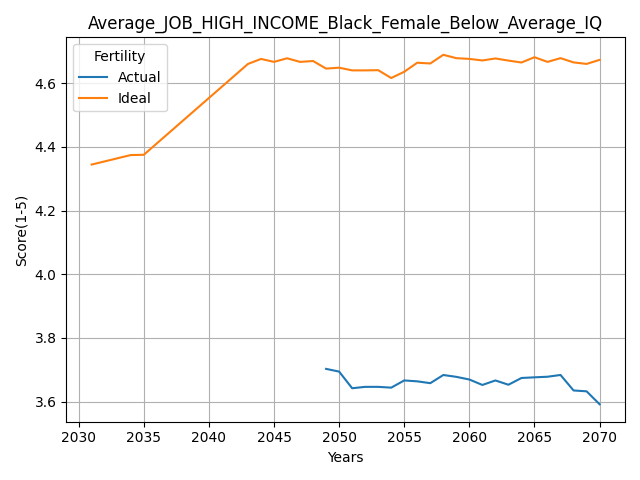 Average_JOB_HIGH_INCOME_Black_Female_Below_Average_IQ
Fertility
Actual
Ideal
Score(1-5)
4.6
4.4
4.2
4.0
3.8
3.6
2030 2035 2040 2045 2050 2055 2060 2065 2070
Years